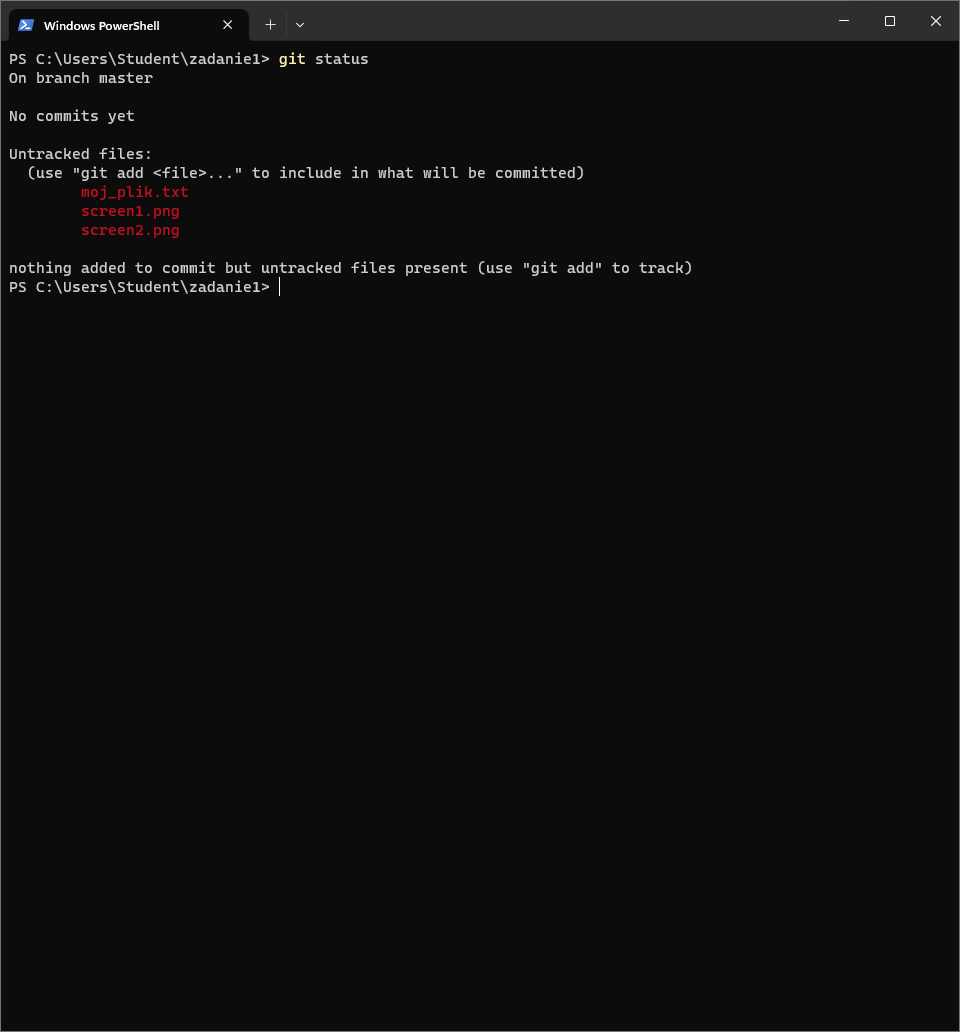 Windows PowerShell
PS C:\Users\Student\zadanie1> git status
On branch master
No commits yet
Untracked files:
  (use "git add <file>..." to include in what will be committed)
        moj_plik.txt
        screen1.png
        screen2.png
nothing added to commit but untracked files present (use "git add" to track)
PS C:\Users\Student\zadanie1>